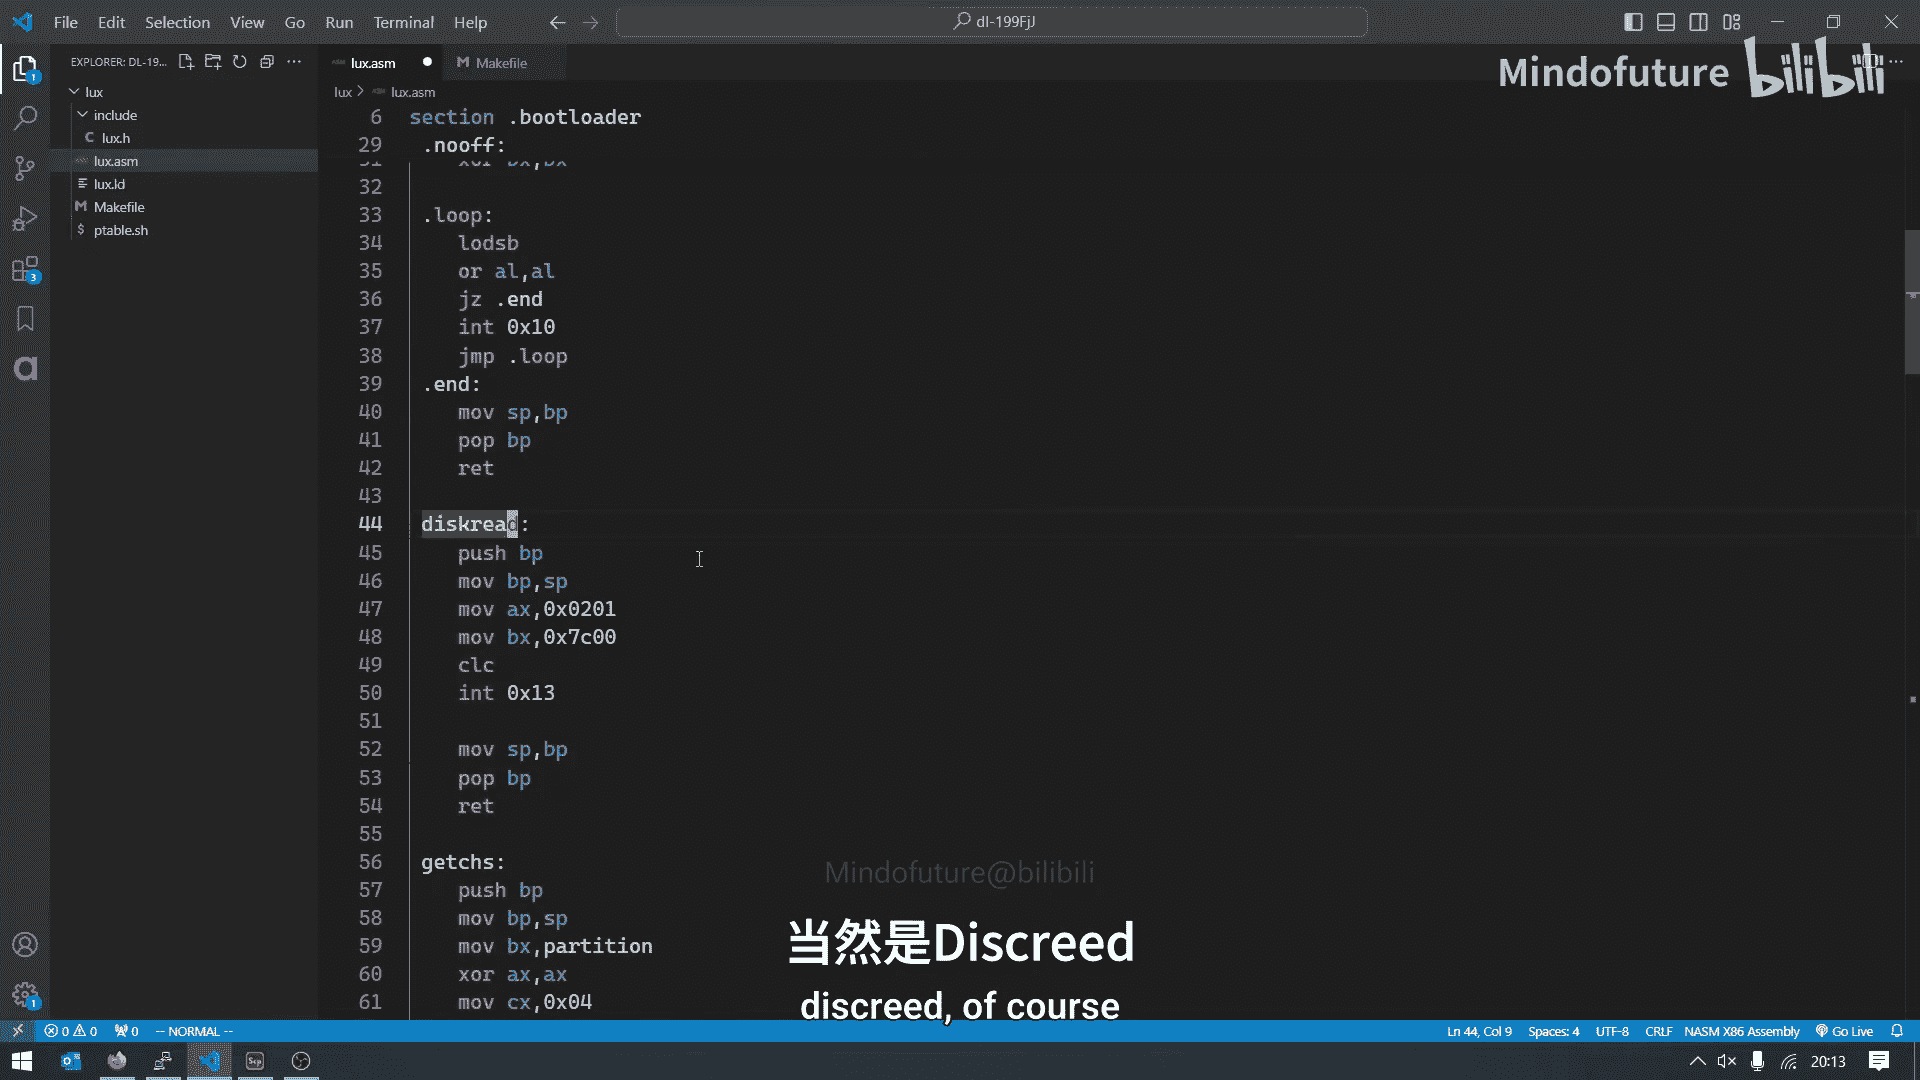 File Edit Selection View Go Run Terminal Help
dl-199FjJ
EXPLORER: DL-19...
lux.asm
Makefile
Mindofuture bilibili
lux
lux > lux.asm
include
lux.h
lux.asm
lux.ld
Makefile
ptable.sh
6 section .bootloader
29 .nooff:
31 xor bx,bx
32
33 .loop:
34 lodsb
35 or al,al
36 jz .end
37 int 0x10
38 jmp .loop
39 .end:
40 mov sp,bp
41 pop bp
42 ret
43
44 diskread:
45 push bp
46 mov bp,sp
47 mov ax,0x0201
48 mov bx,0x7c00
49 clc
50 int 0x13
51
52 mov sp,bp
53 pop bp
54 ret
55
56 getchs:
57 push bp
58 mov bp,sp
59 mov bx,partition
60 xor ax,ax
61 mov cx,0x04
Mindofuture@bilibili
当然是Discreed
discreed, of course
0 0 0 -- NORMAL -- Ln 44, Col 9 Spaces: 4 UTF-8 CRLF NASM X86 Assembly Go Live
20:13